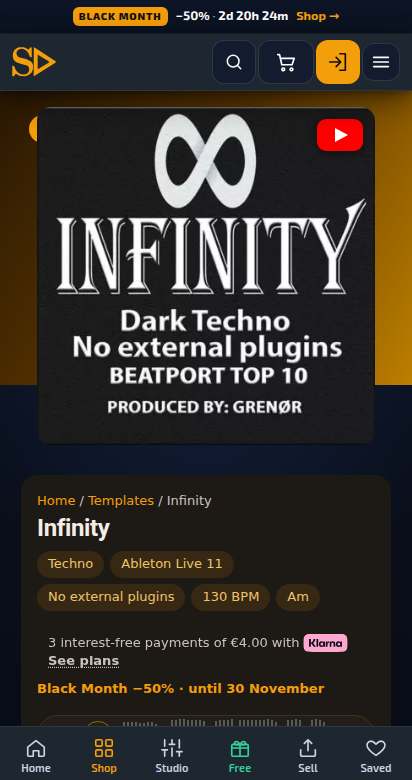 BLACK MONTH −50% · 2d 20h 24m Shop →
INFINITY
Dark Techno
No external plugins
BEATPORT TOP 10
PRODUCED BY: GRENØR
Home / Templates / Infinity
Infinity
Techno Ableton Live 11
No external plugins 130 BPM Am
3 interest-free payments of €4.00 with Klarna
See plans
Black Month −50% · until 30 November
Home Shop Studio Free Sell Saved